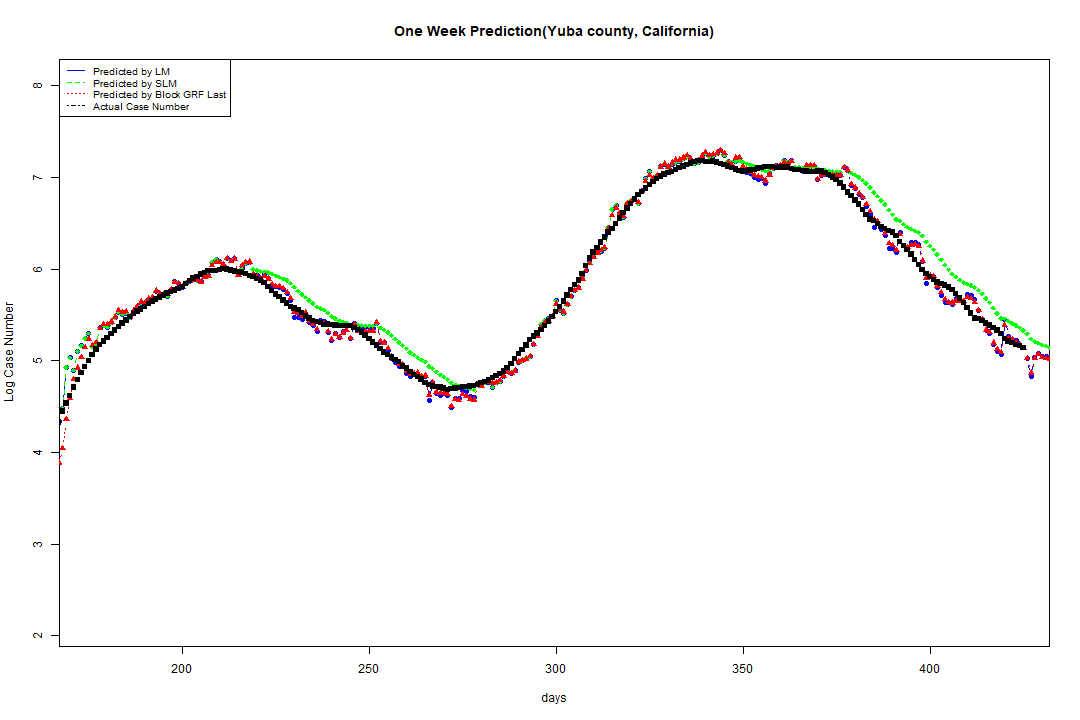 One Week Prediction(Yuba county, California)
Predicted by LM
Predicted by SLM
Predicted by Block GRF Last
Actual Case Number
8
7
6
5
4
3
2
Log Case Number
200 250 300 350 400
days